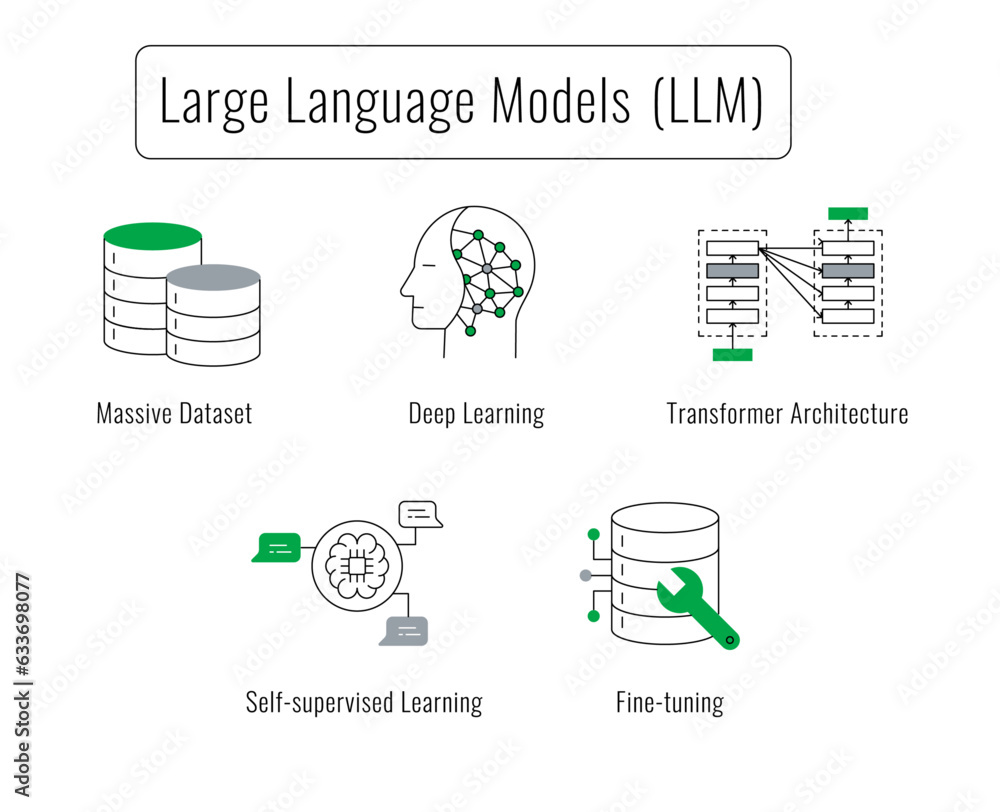 Large Language Models (LLM)
Massive Dataset
Deep Learning
Transformer Architecture
Self-supervised Learning
Fine-tuning
Adobe Stock | #633698077